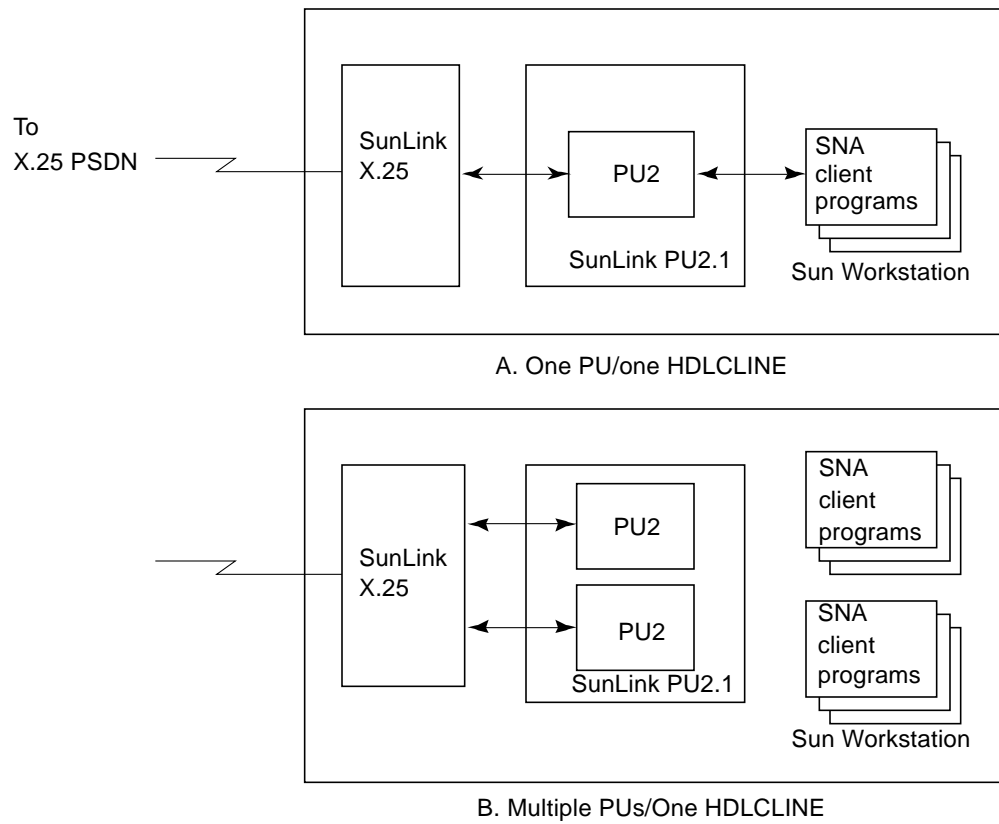 To
X.25 PSDN
SunLink
X.25
PU2
SunLink PU2.1
SNA
client
programs
Sun Workstation
A. One PU/one HDLCLINE
SunLink
X.25
PU2
PU2
SunLink PU2.1
SNA
client
programs
SNA
client
programs
Sun Workstation
B. Multiple PUs/One HDLCLINE